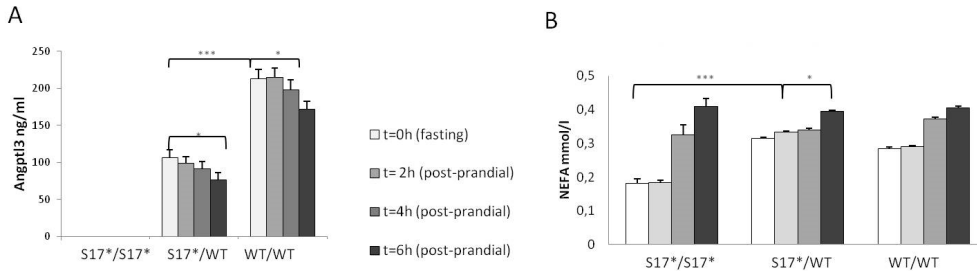 A
Angptl3 ng/ml
250
200
150
100
50
0
***
*
*
S17*/S17*
S17*/WT
WT/WT
t=0h (fasting)
t= 2h (post-prandial)
t=4h (post-prandial)
t=6h (post-prandial)
B
NEFA mmol/l
0,5
0,4
0,3
0,2
0,1
0
***
*
S17*/S17*
S17*/WT
WT/WT